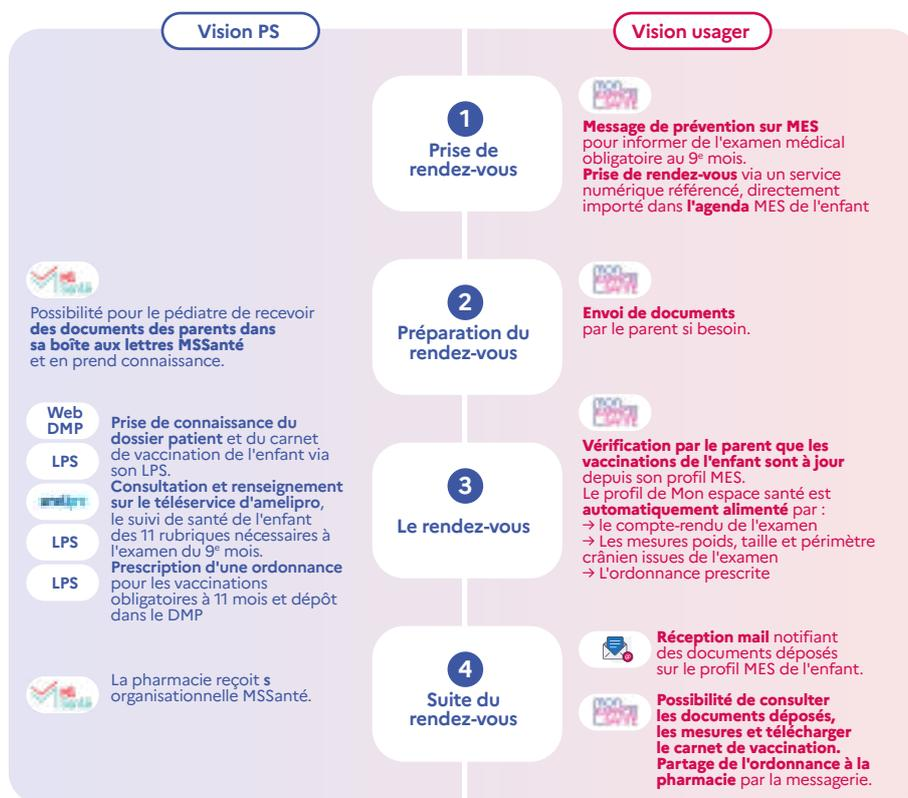 Vision PS
Vision usager
1
Prise de
rendez-vous
Message de prévention sur MES
pour informer de l'examen médical
obligatoire au 9e mois.
Prise de rendez-vous via un service
numérique référencé, directement
importé dans l'agenda MES de l'enfant
Possibilité pour le pédiatre de recevoir
des documents des parents dans
sa boîte aux lettres MSSanté
et en prend connaissance.
2
Préparation du
rendez-vous
Envoi de documents
par le parent si besoin.
Web
DMP
LPS
amelipro
LPS
LPS
Prise de connaissance du
dossier patient et du carnet
de vaccination de l'enfant via
son LPS.
Consultation et renseignement
sur le téléservice d'amelipro,
le suivi de santé de l'enfant
des 11 rubriques nécessaires à
l'examen du 9e mois.
Prescription d'une ordonnance
pour les vaccinations
obligatoires à 11 mois et dépôt
dans le DMP
3
Le rendez-vous
Vérification par le parent que les
vaccinations de l'enfant sont à jour
depuis son profil MES.
Le profil de Mon espace santé est
automatiquement alimenté par :
→ le compte-rendu de l'examen
→ Les mesures poids, taille et périmètre
crânien issues de l'examen
→ L'ordonnance prescrite
La pharmacie reçoit s
organisationnelle MSSanté.
4
Suite du
rendez-vous
Réception mail notifiant
des documents déposés
sur le profil MES de l'enfant.
Possibilité de consulter
les documents déposés,
les mesures et télécharger
le carnet de vaccination.
Partage de l'ordonnance à la
pharmacie par la messagerie.